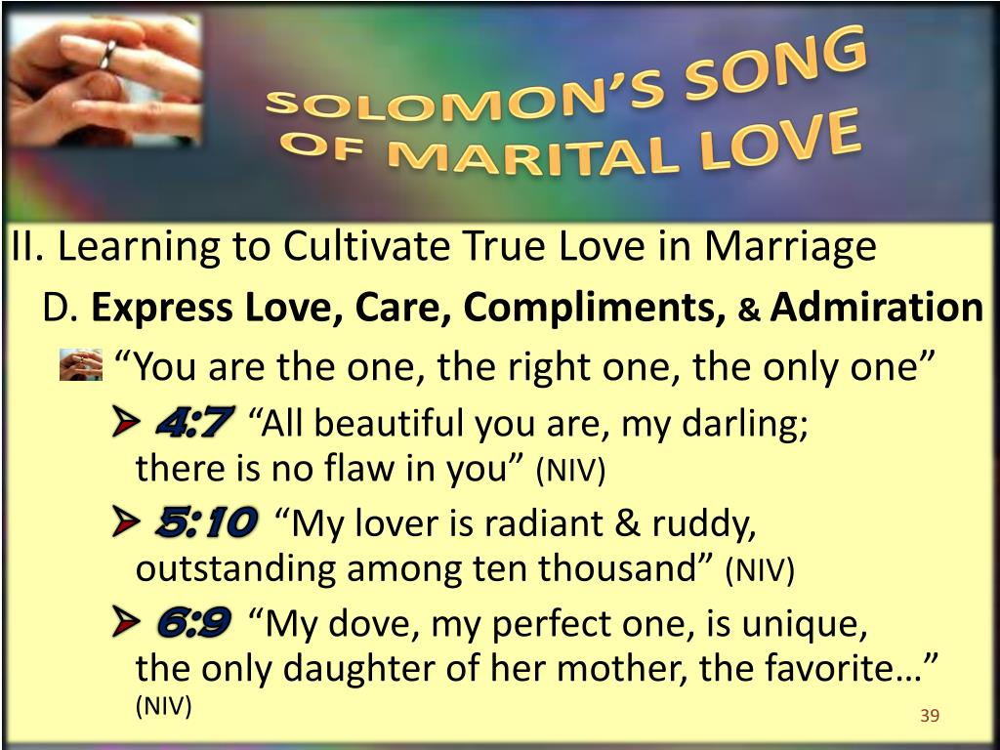 SOLOMON’S SONG
OF MARITAL LOVE
II. Learning to Cultivate True Love in Marriage
D. Express Love, Care, Compliments, & Admiration
“You are the one, the right one, the only one”
4:7 “All beautiful you are, my darling;
there is no flaw in you” (NIV)
5:10 “My lover is radiant & ruddy,
outstanding among ten thousand” (NIV)
6:9 “My dove, my perfect one, is unique,
the only daughter of her mother, the favorite…”
(NIV)
39